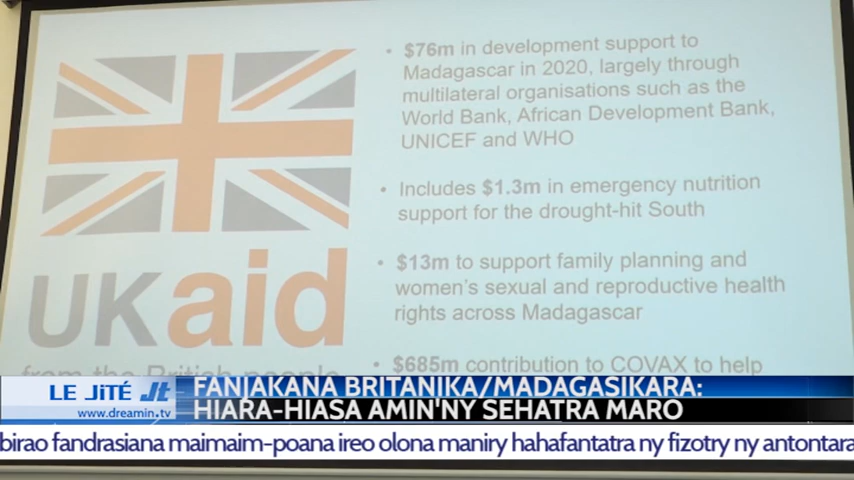 • $76m in development support to
Madagascar in 2020, largely through
multilateral organisations such as the
World Bank, African Development Bank,
UNICEF and WHO
• Includes $1.3m in emergency nutrition
support for the drought-hit South
• $13m to support family planning and
women's sexual and reproductive health
rights across Madagascar
• $685m contribution to COVAX to help
UKaid
from the British people
LE JiTÉ Jt
www.dreamin.tv
FANJAKANA BRITANIKA/MADAGASIKARA:
HIARA-HIASA AMIN'NY SEHATRA MARO
birao fandrasiana maimaim-poana ireo olona maniry hahafantatra ny fizotry ny antontara